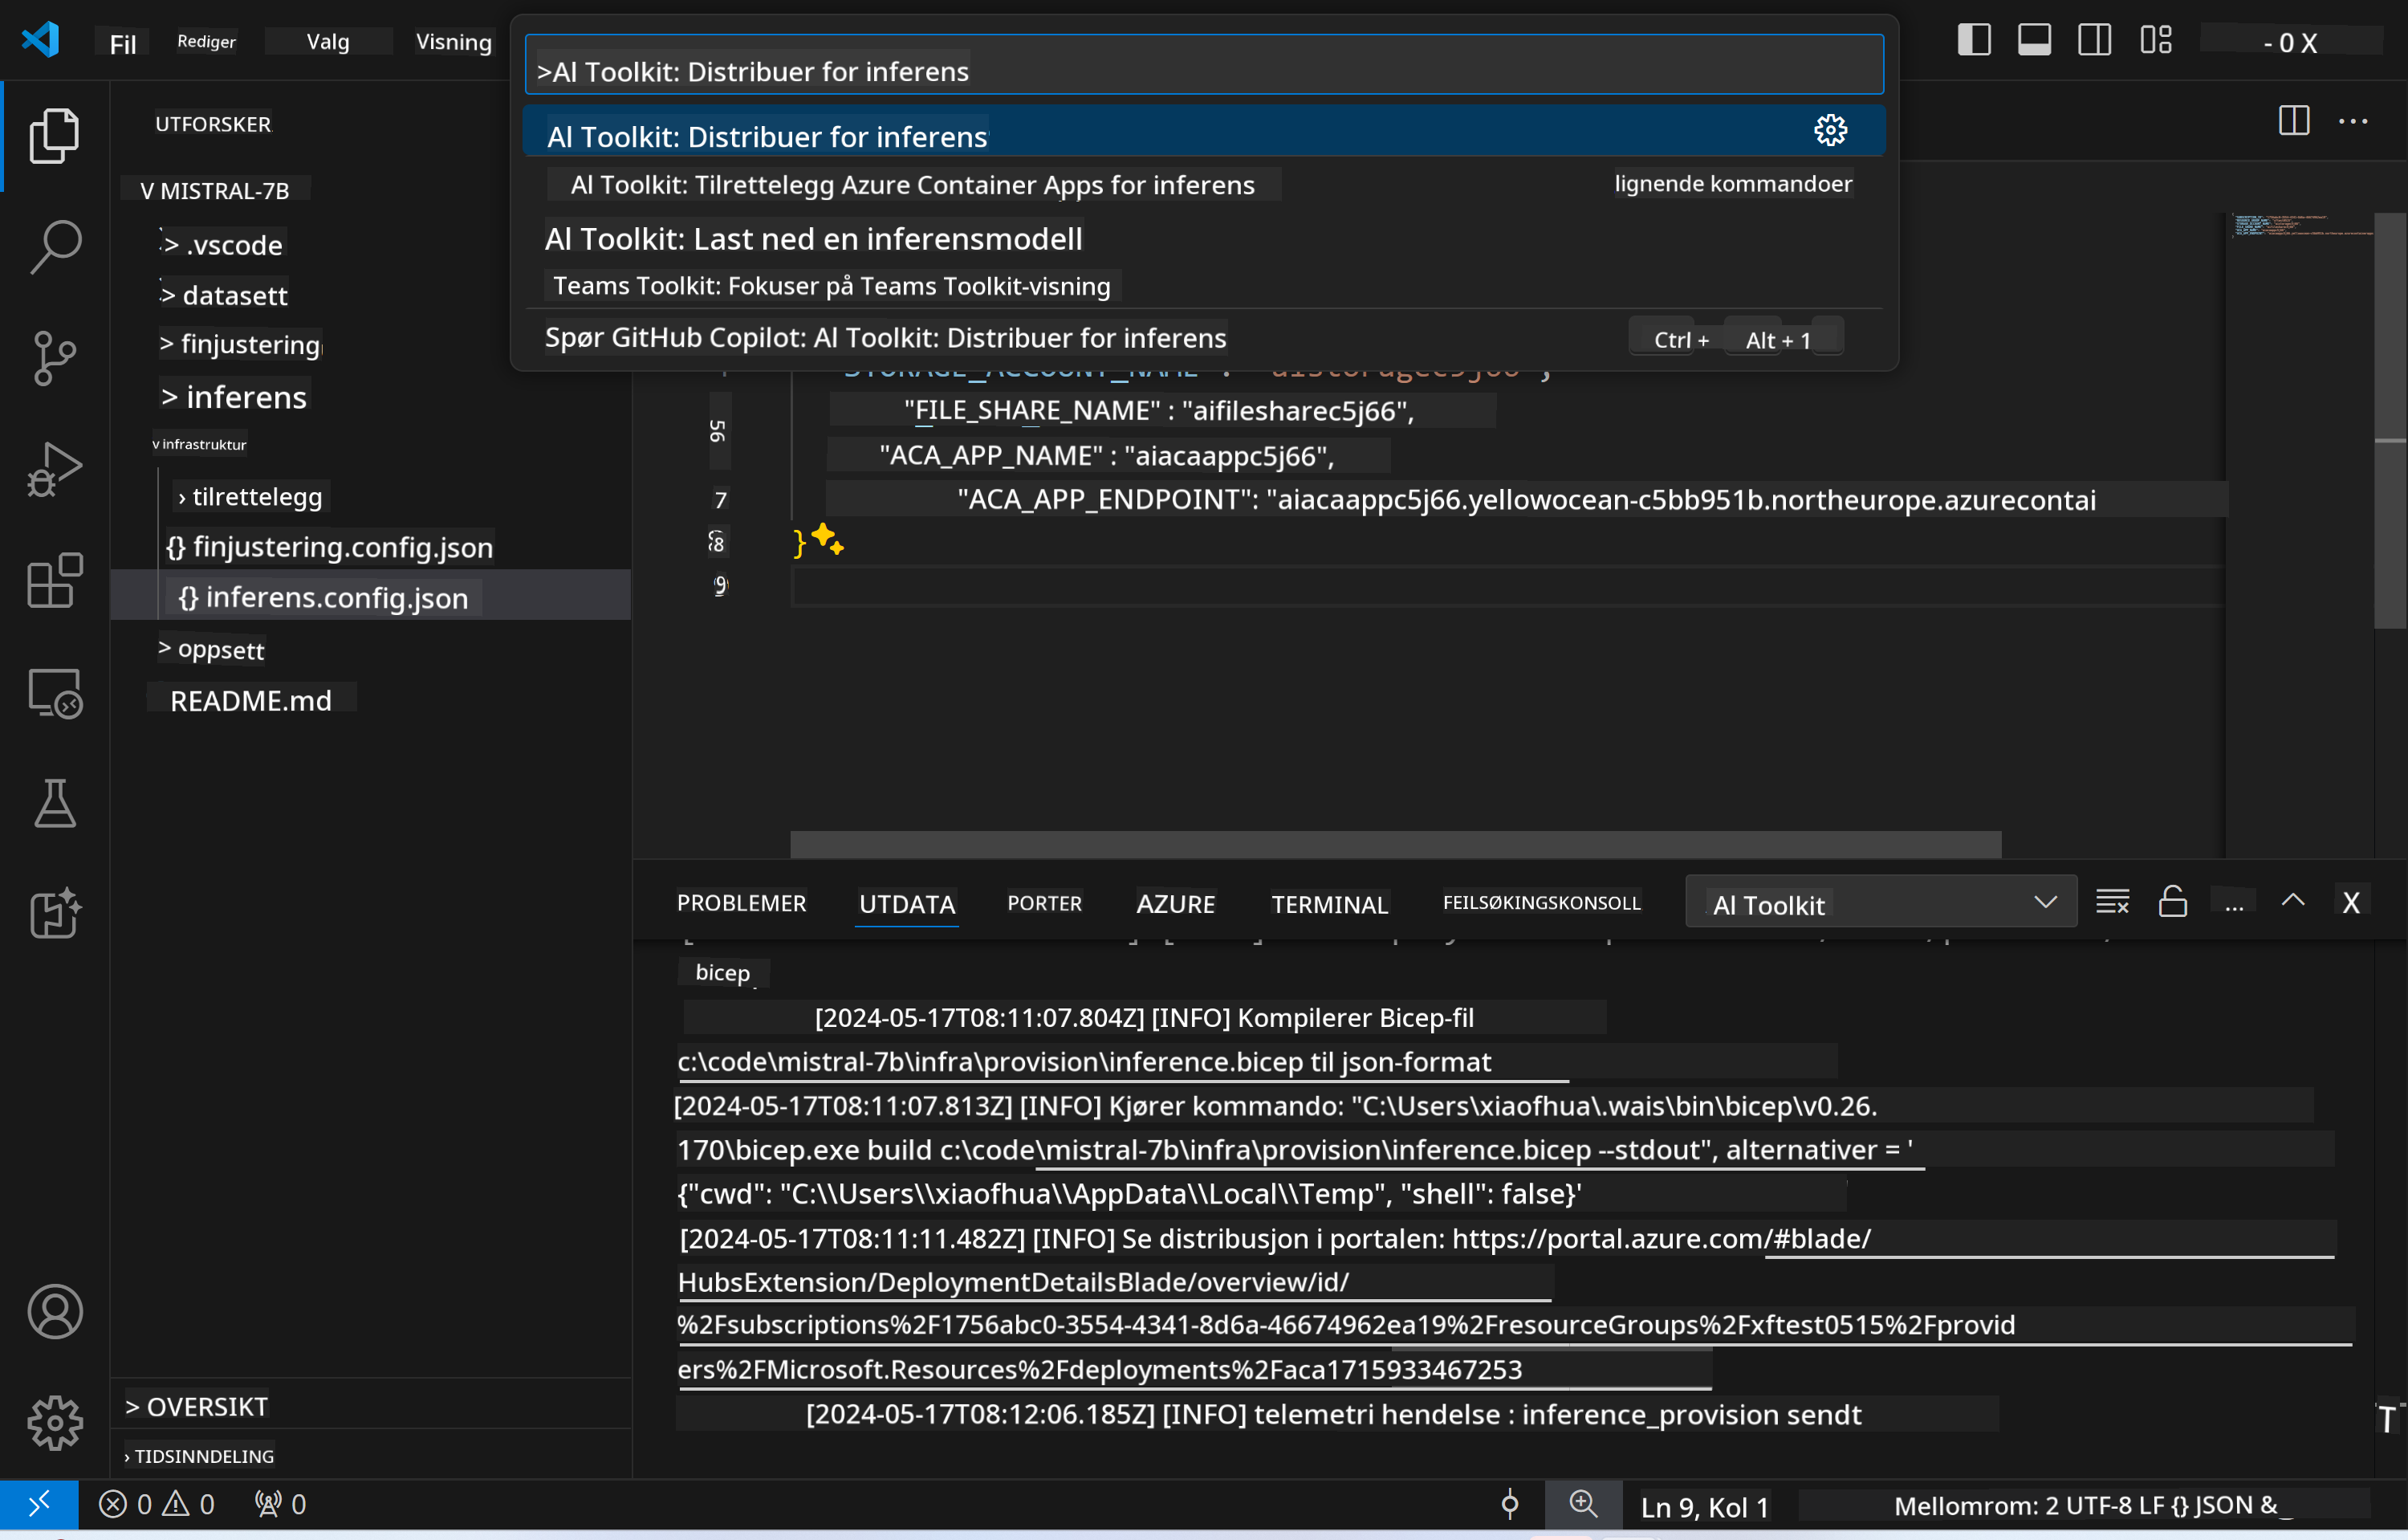 Fil Rediger Valg Visning - 0 X
>Al Toolkit: Distribuer for inferens
Al Toolkit: Distribuer for inferens
Al Toolkit: Tilrettelegg Azure Container Apps for inferens lignende kommandoer
Al Toolkit: Last ned en inferensmodell
Teams Toolkit: Fokuser på Teams Toolkit-visning
Spør GitHub Copilot: Al Toolkit: Distribuer for inferens Ctrl + Alt + 1
UTFORSKER
V MISTRAL-7B
> .vscode
> datasett
> finjustering
> inferens
v infrastruktur
› tilrettelegg
{} finjustering.config.json
{} inferens.config.json
> oppsett
README.md
> OVERSIKT
› TIDSINNDELING
56 "FILE_SHARE_NAME" : "aifilesharec5j66",
"ACA_APP_NAME" : "aiacaappc5j66",
7 "ACA_APP_ENDPOINT": "aiacaappc5j66.yellowocean-c5bb951b.northeurope.azurecontai
8 }
9
PROBLEMER UTDATA PORTER AZURE TERMINAL FEILSØKINGSKONSOLL Al Toolkit ... X
bicep
[2024-05-17T08:11:07.804Z] [INFO] Kompilerer Bicep-fil
c:\code\mistral-7b\infra\provision\inference.bicep til json-format
[2024-05-17T08:11:07.813Z] [INFO] Kjører kommando: "C:\Users\xiaofhua\.wais\bin\bicep\v0.26.
170\bicep.exe build c:\code\mistral-7b\infra\provision\inference.bicep --stdout", alternativer = '
{"cwd": "C:\\Users\\xiaofhua\\AppData\\Local\\Temp", "shell": false}'
[2024-05-17T08:11:11.482Z] [INFO] Se distribusjon i portalen: https://portal.azure.com/#blade/
HubsExtension/DeploymentDetailsBlade/overview/id/
%2Fsubscriptions%2F1756abc0-3554-4341-8d6a-46674962ea19%2FresourceGroups%2Fxftest0515%2Fprovid
ers%2FMicrosoft.Resources%2Fdeployments%2Faca1715933467253
[2024-05-17T08:12:06.185Z] [INFO] telemetri hendelse : inference_provision sendt
T
0 0 0 Ln 9, Kol 1 Mellomrom: 2 UTF-8 LF {} JSON &